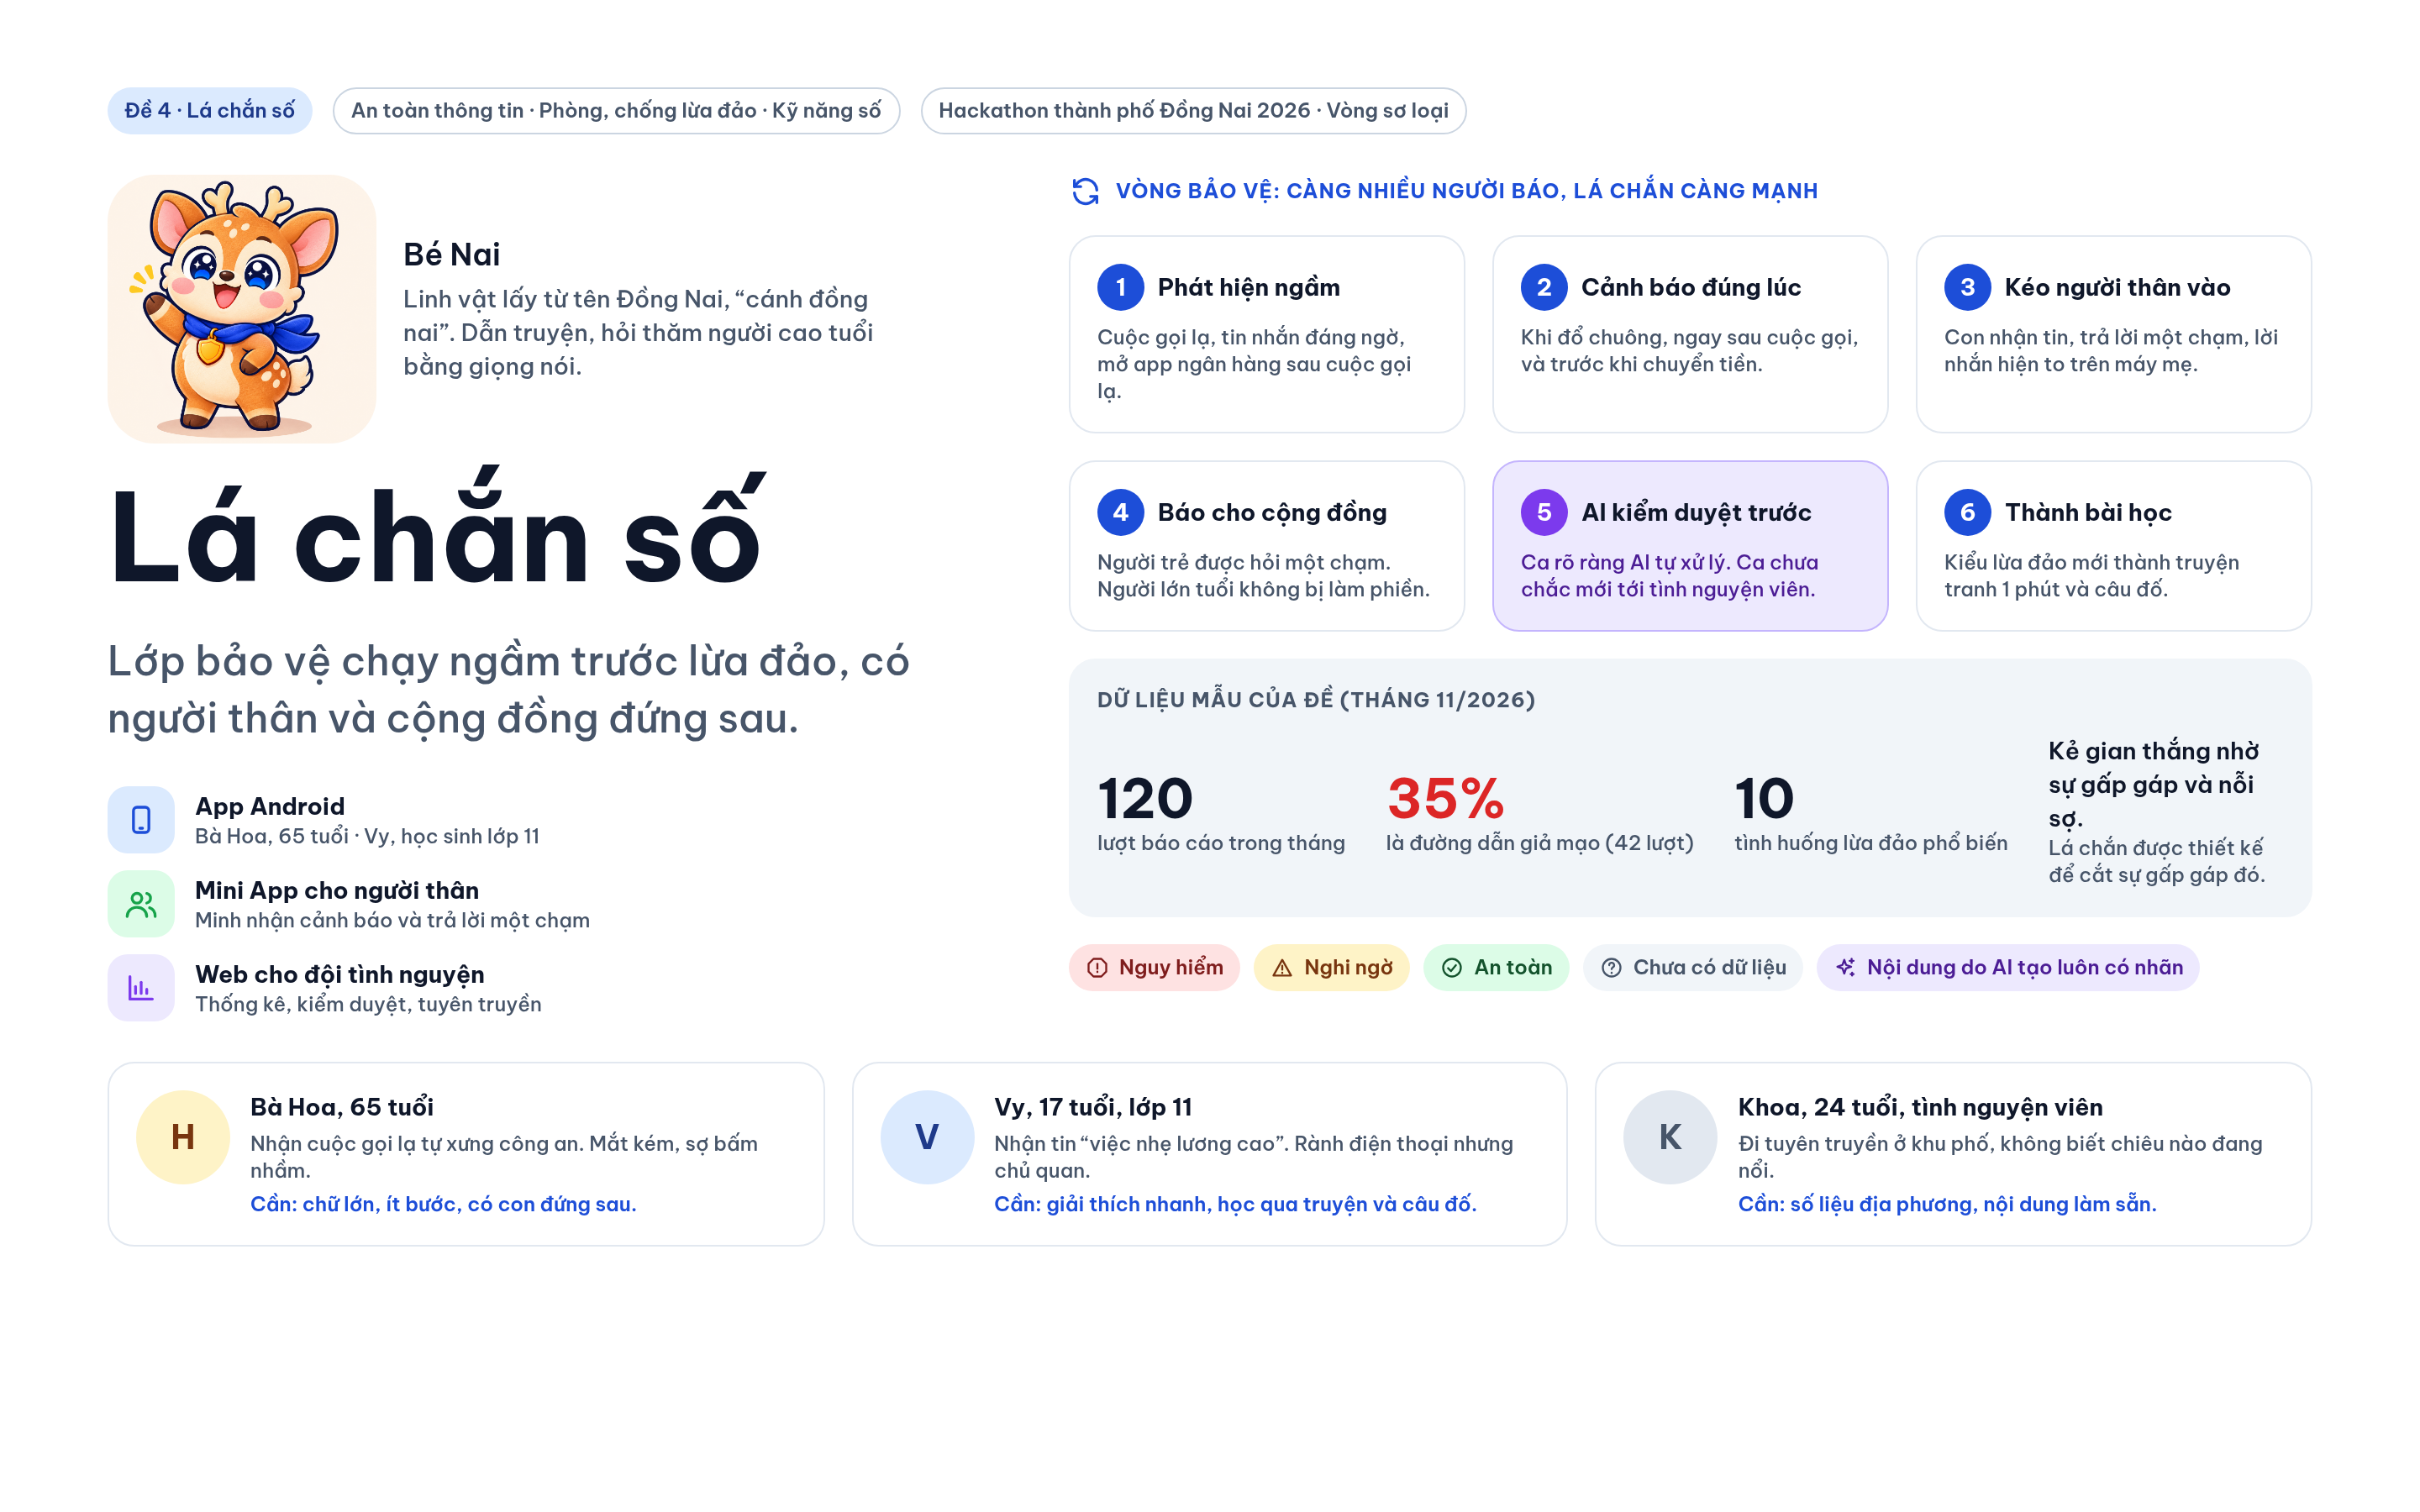 Đề 4 · Lá chắn số
An toàn thông tin · Phòng, chống lừa đảo · Kỹ năng số
Hackathon thành phố Đồng Nai 2026 · Vòng sơ loại
Bé Nai
Linh vật lấy từ tên Đồng Nai, “cánh đồng
nai”. Dẫn truyện, hỏi thăm người cao tuổi
bằng giọng nói.
Lá chắn số
Lớp bảo vệ chạy ngầm trước lừa đảo, có
người thân và cộng đồng đứng sau.
App Android
Bà Hoa, 65 tuổi · Vy, học sinh lớp 11
Mini App cho người thân
Minh nhận cảnh báo và trả lời một chạm
Web cho đội tình nguyện
Thống kê, kiểm duyệt, tuyên truyền
VÒNG BẢO VỆ: CÀNG NHIỀU NGƯỜI BÁO, LÁ CHẮN CÀNG MẠNH
1 Phát hiện ngầm
Cuộc gọi lạ, tin nhắn đáng ngờ,
mở app ngân hàng sau cuộc gọi
lạ.
2 Cảnh báo đúng lúc
Khi đổ chuông, ngay sau cuộc gọi,
và trước khi chuyển tiền.
3 Kéo người thân vào
Con nhận tin, trả lời một chạm, lời
nhắn hiện to trên máy mẹ.
4 Báo cho cộng đồng
Người trẻ được hỏi một chạm.
Người lớn tuổi không bị làm phiền.
5 AI kiểm duyệt trước
Ca rõ ràng AI tự xử lý. Ca chưa
chắc mới tới tình nguyện viên.
6 Thành bài học
Kiểu lừa đảo mới thành truyện
tranh 1 phút và câu đố.
DỮ LIỆU MẪU CỦA ĐỀ (THÁNG 11/2026)
120
lượt báo cáo trong tháng
35%
là đường dẫn giả mạo (42 lượt)
10
tình huống lừa đảo phổ biến
Kẻ gian thắng nhờ
sự gấp gáp và nỗi
sợ.
Lá chắn được thiết kế
để cắt sự gấp gáp đó.
Nguy hiểm
Nghi ngờ
An toàn
Chưa có dữ liệu
Nội dung do AI tạo luôn có nhãn
H
Bà Hoa, 65 tuổi
Nhận cuộc gọi lạ tự xưng công an. Mắt kém, sợ bấm
nhầm.
Cần: chữ lớn, ít bước, có con đứng sau.
V
Vy, 17 tuổi, lớp 11
Nhận tin “việc nhẹ lương cao”. Rành điện thoại nhưng
chủ quan.
Cần: giải thích nhanh, học qua truyện và câu đố.
K
Khoa, 24 tuổi, tình nguyện viên
Đi tuyên truyền ở khu phố, không biết chiêu nào đang
nổi.
Cần: số liệu địa phương, nội dung làm sẵn.